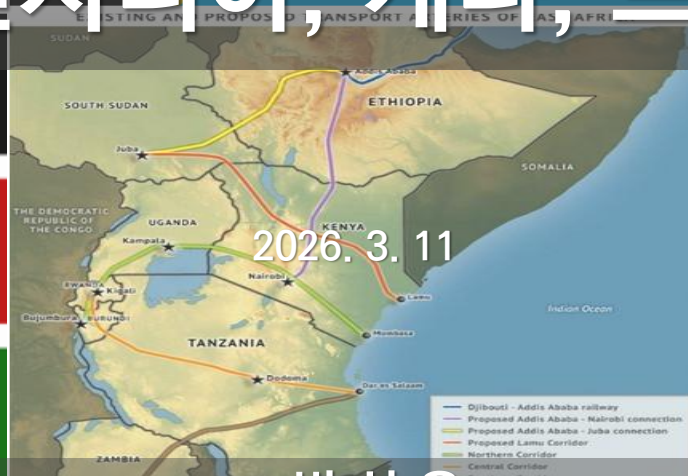 EXISTING AND PROPOSED TRANSPORT ARTERIES OF EAST AFRICA
SUDAN
Addis Ababa
SOUTH SUDAN
ETHIOPIA
Juba
SOMALIA
THE DEMOCRATIC
REPUBLIC OF
THE CONGO
UGANDA
Kampala
KENYA
2026. 3. 11
Nairobi
RWANDA
Kigali
Lamu
Indian Ocean
Bujumbura
BURUNDI
Mombasa
TANZANIA
Dodoma
Dar es Salaam
Djibouti - Addis Ababa railway
Proposed Addis Ababa - Nairobi connection
Proposed Addis Ababa - Juba connection
Proposed Lamu Corridor
Northern Corridor
Central Corridor
ZAMBIA